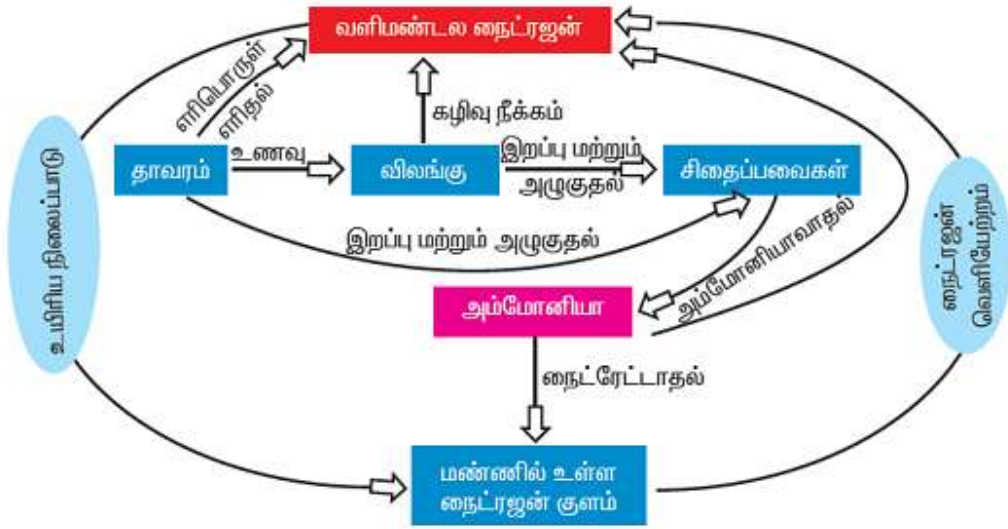 வளிமண்டல நைட்ரஜன்
எரிபொருள்
எரிதல்
கழிவு நீக்கம்
தாவரம்
உணவு
விலங்கு
இறப்பு மற்றும்
அழுகுதல்
சிதைப்பவைகள்
இறப்பு மற்றும் அழுகுதல்
உயிரிய நிலைப்பாடு
அம்மோனியாவாதல்
நைட்ரஜன்
வெளியேற்றம்
அம்மோனியா
நைட்ரேட்டாதல்
மண்ணில் உள்ள
நைட்ரஜன் குளம்